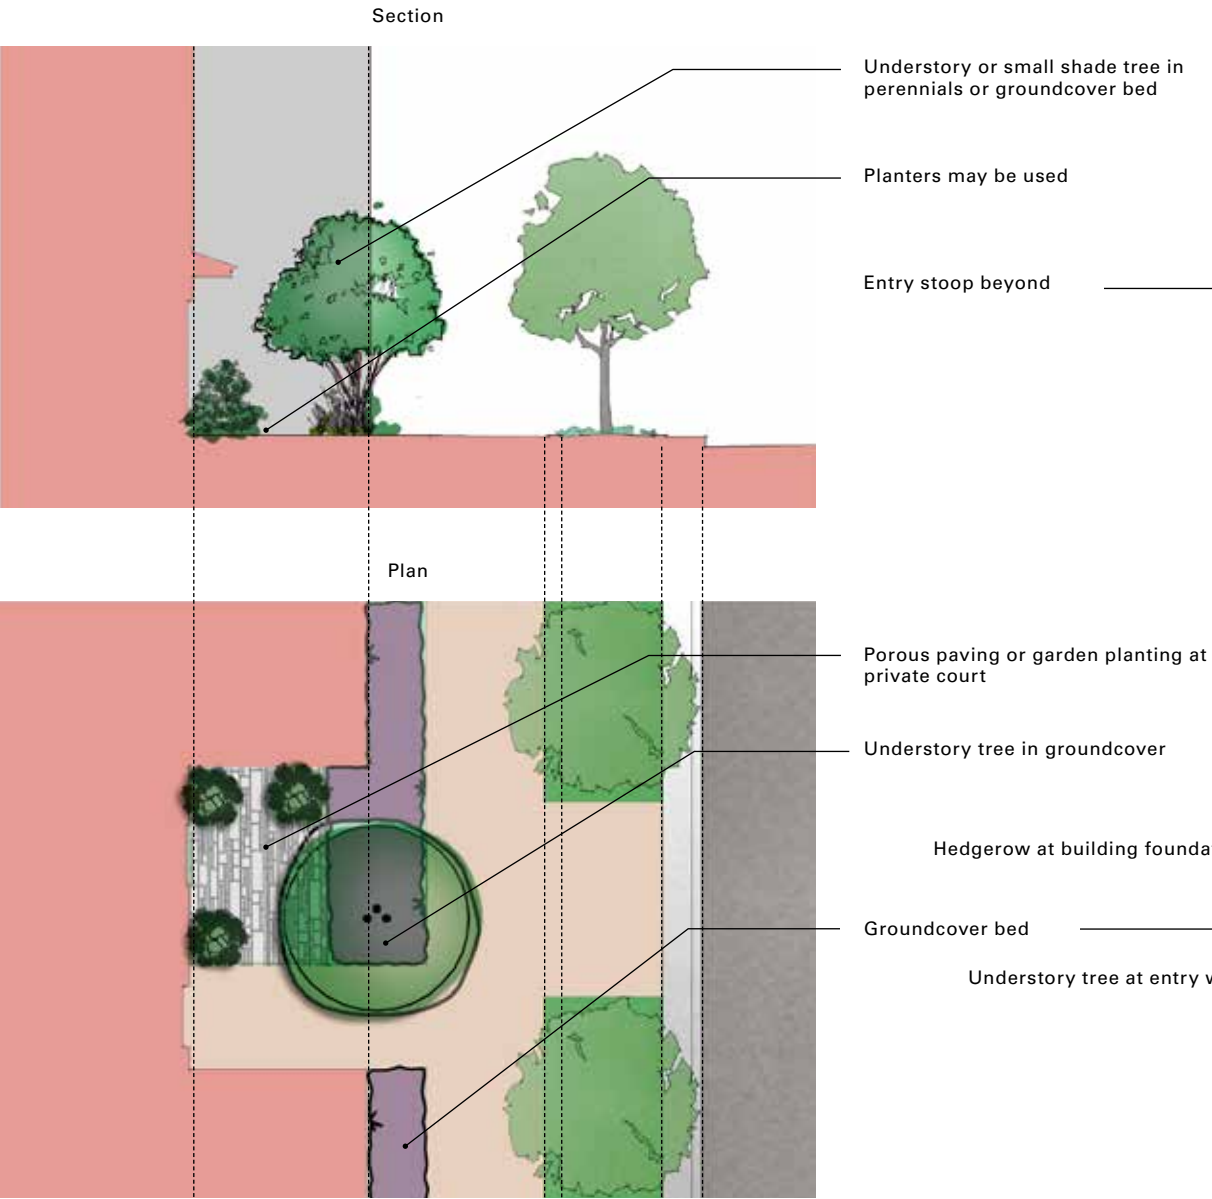 Section
Understory or small shade tree in
perennials or groundcover bed
Planters may be used
Entry stoop beyond
Plan
Porous paving or garden planting at
private court
Understory tree in groundcover
Hedgerow at building
Groundcover bed
Understory tree at entry